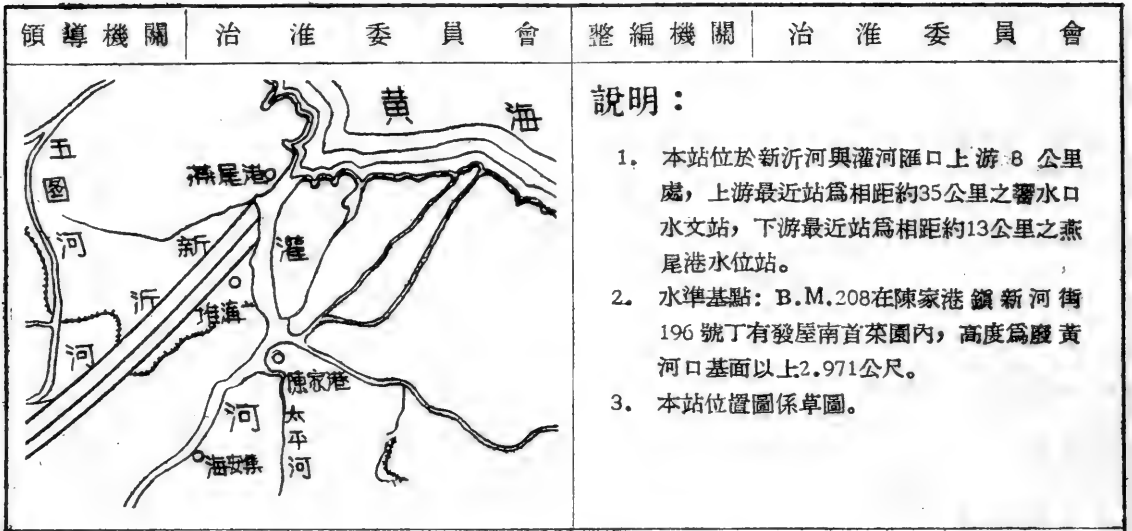 領導機關 治淮委員會 整編機關 治淮委員會
黃海
五圖河
燕尾港
新沂河
灌河
堆溝
陳家港
太平河
海安集
說明：
1. 本站位於新沂河與灌河匯口上游8公里
處，上游最近站爲相距約35公里之響水口
水文站，下游最近站爲相距約13公里之燕
尾港水位站。
2. 水準基點：B.M.208在陳家港鎭新河街
196號丁有發屋南首菜園內，高度爲廢黃
河口基面以上2.971公尺。
3. 本站位置圖係草圖。